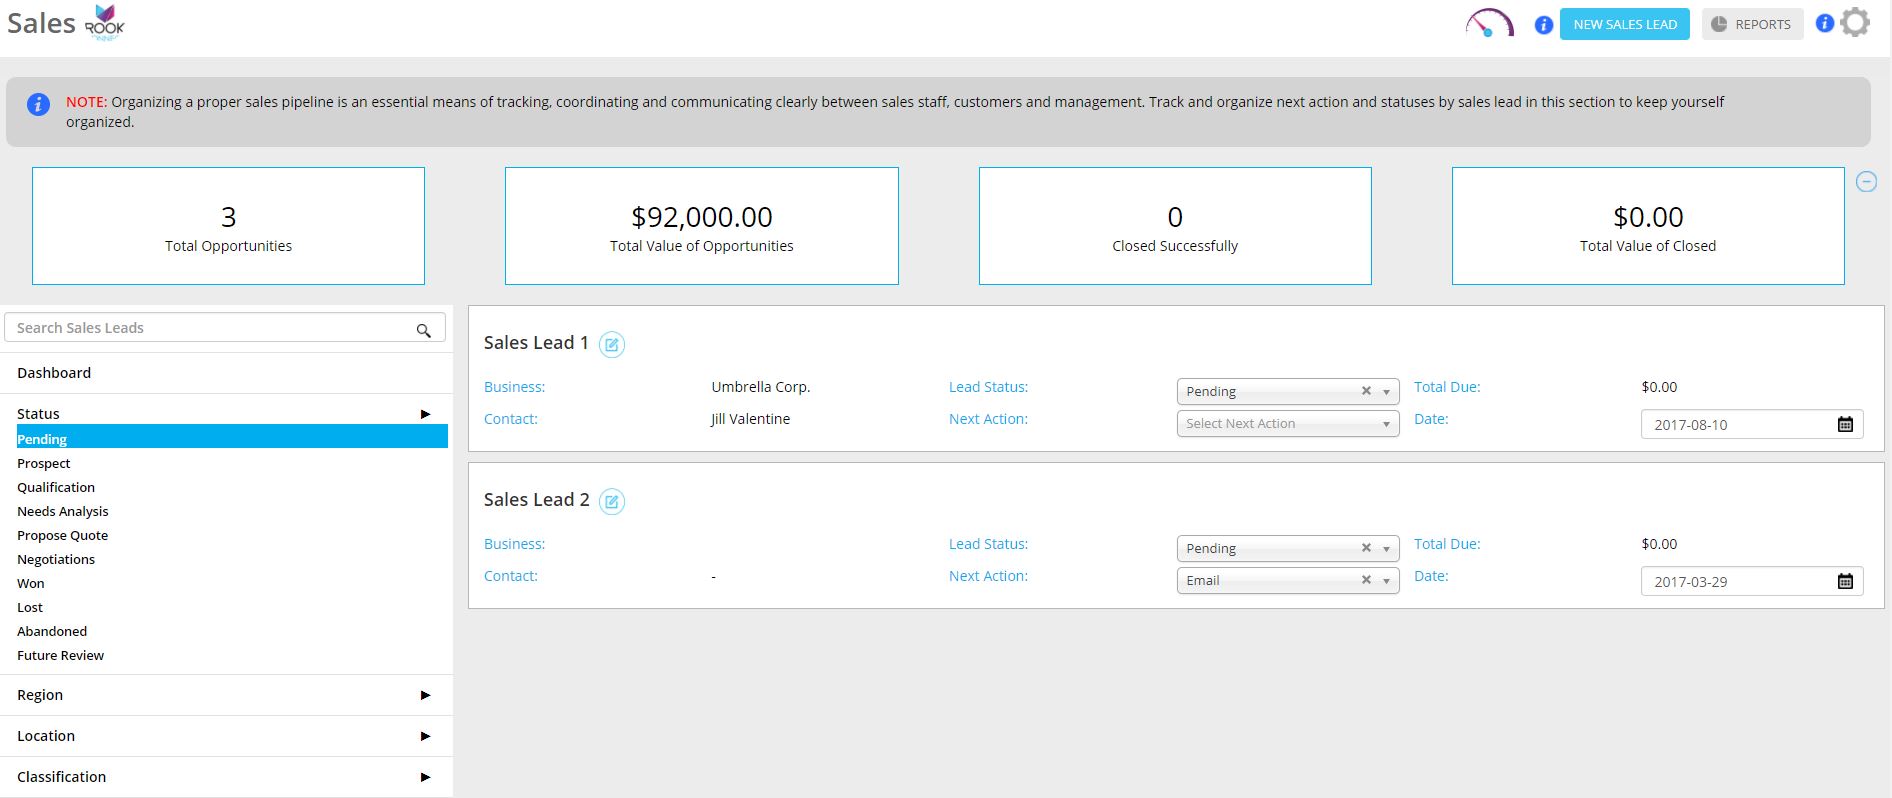 Sales ROOK
NEW SALES LEAD
REPORTS
NOTE: Organizing a proper sales pipeline is an essential means of tracking, coordinating and communicating clearly between sales staff, customers and management. Track and organize next action and statuses by sales lead in this section to keep yourself
organized.
3
Total Opportunities
$92,000.00
Total Value of Opportunities
0
Closed Successfully
$0.00
Total Value of Closed
Search Sales Leads
Dashboard
Status
Pending
Prospect
Qualification
Needs Analysis
Propose Quote
Negotiations
Won
Lost
Abandoned
Future Review
Region
Location
Classification
Sales Lead 1
Business: Umbrella Corp. Lead Status: Pending Total Due: $0.00
Contact: Jill Valentine Next Action: Select Next Action Date: 2017-08-10
Sales Lead 2
Business: Lead Status: Pending Total Due: $0.00
Contact: - Next Action: Email Date: 2017-03-29